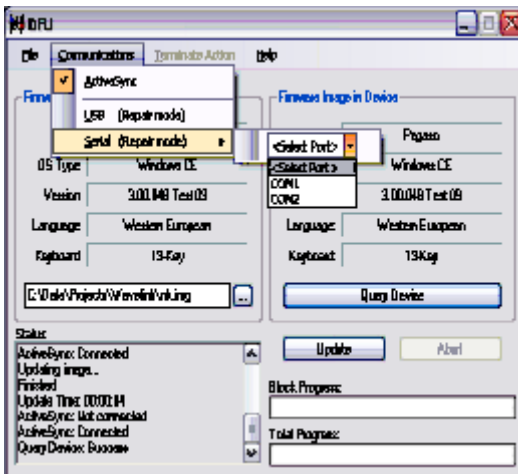 DFU
File Communications Terminate Action Help
ActiveSync
USB (Repair mode)
Serial (Repair mode)
<Select Port>
<Select Port>
COM1
COM2
Firmware Image in Device
Pegaso
OS Type Windows CE
Windows CE
Version 3.00.048 Test 09
3.00.048 Test 09
Language Western European
Language Western European
Keyboard 13-Key
Keyboard 13-Key
...
Query Device
Status:
ActiveSync: Connected
Updating image...
Finished
Update Time: 00:00:14
ActiveSync: Not connected
ActiveSync: Connected
Query Device: Success
Update Abort
Block Progress:
Total Progress: